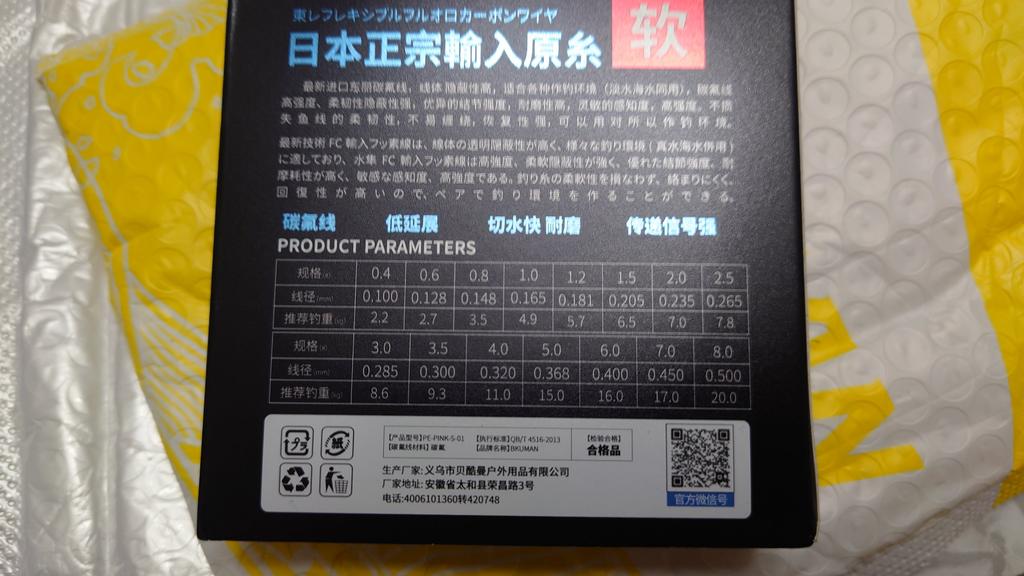 東レフレキシブルフルオロカーボンワイヤ
日本正宗輸入原糸
软
最新进口东丽碳氟线，线体隐蔽性高，适合各种作钓环境（淡水海水同用），碳氟线
高强度、柔韧性隐蔽性强，优异的结节强度，耐磨性高，灵敏的感知度，高强度。不损
失鱼线的柔韧性，不易缠绕，恢复性强，可以用对所以作钓环境。
最新技術 FC 輸入フッ素線は、線体の透明隠蔽性が高く、様々な釣り環境（真水海水併用）
に適しており、水隼 FC 輸入フッ素線は高強度、柔軟隠蔽性が強く、優れた結節強度、耐
摩耗性が高く、敏感な感知度、高強度である。釣り糸の柔軟性を損なわず、絡まりにくく、
回復性が高いので、ペアで釣り環境を作ることができる。
碳氟线 低延展 切水快 耐磨 传递信号强
PRODUCT PARAMETERS
规格(x) 0.4 0.6 0.8 1.0 1.2 1.5 2.0 2.5
线径(mm) 0.100 0.128 0.148 0.165 0.181 0.205 0.235 0.265
推荐钓重(kg) 2.2 2.7 3.5 4.9 5.7 6.5 7.0 7.8
规格(x) 3.0 3.5 4.0 5.0 6.0 7.0 8.0
线径(mm) 0.285 0.300 0.320 0.368 0.400 0.450 0.500
推荐钓重(kg) 8.6 9.3 11.0 15.0 16.0 17.0 20.0
【产品型号】PE-PINK-S-01 【执行标准】QB/T 4516-2013 【检验合格】
【碳氟线材料】碳氟 【品牌名称】BKUMAN 合格品
生产厂家:义乌市贝酷曼户外用品有限公司
厂家地址:安徽省太和县荣昌路3号
电话:4006101360转420748
官方微信号